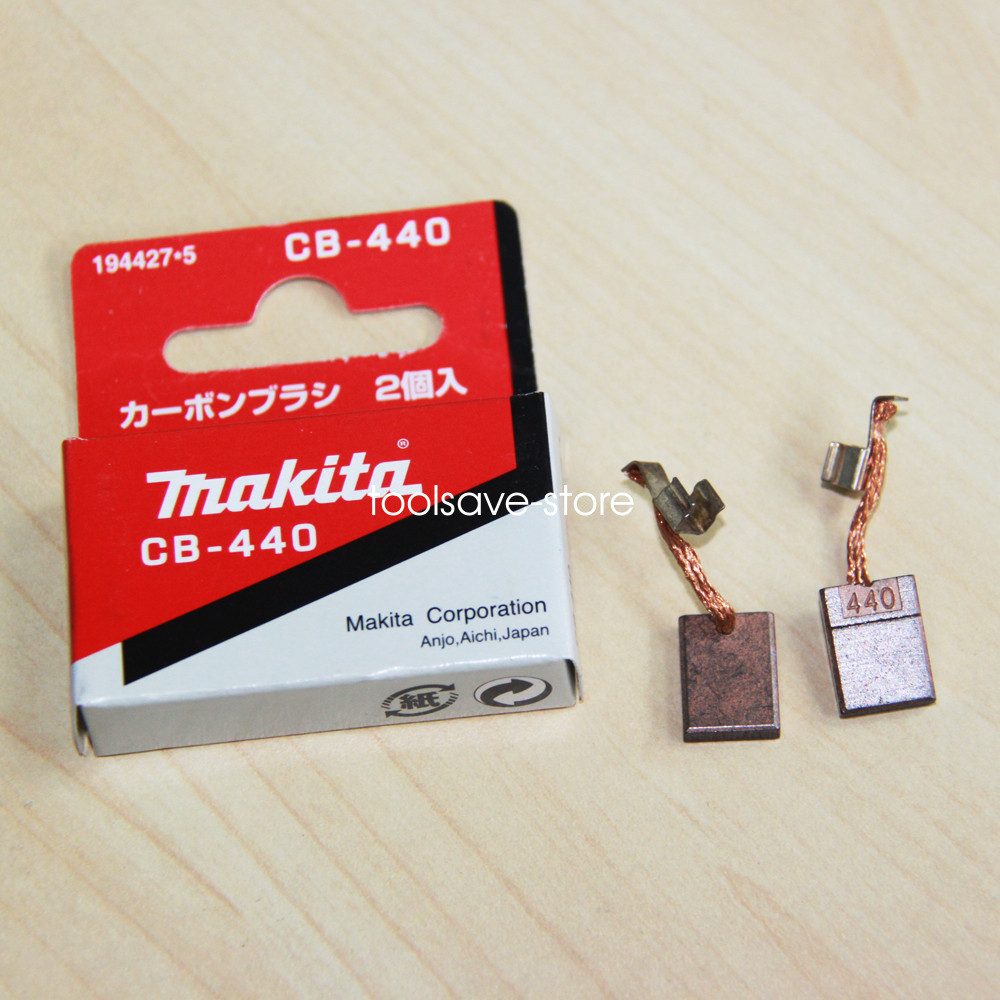 194427•5 CB-440
カーボンブラシ 2個入
makita®
CB-440
toolsave-store
Makita Corporation
Anjo,Aichi,Japan
紙
440